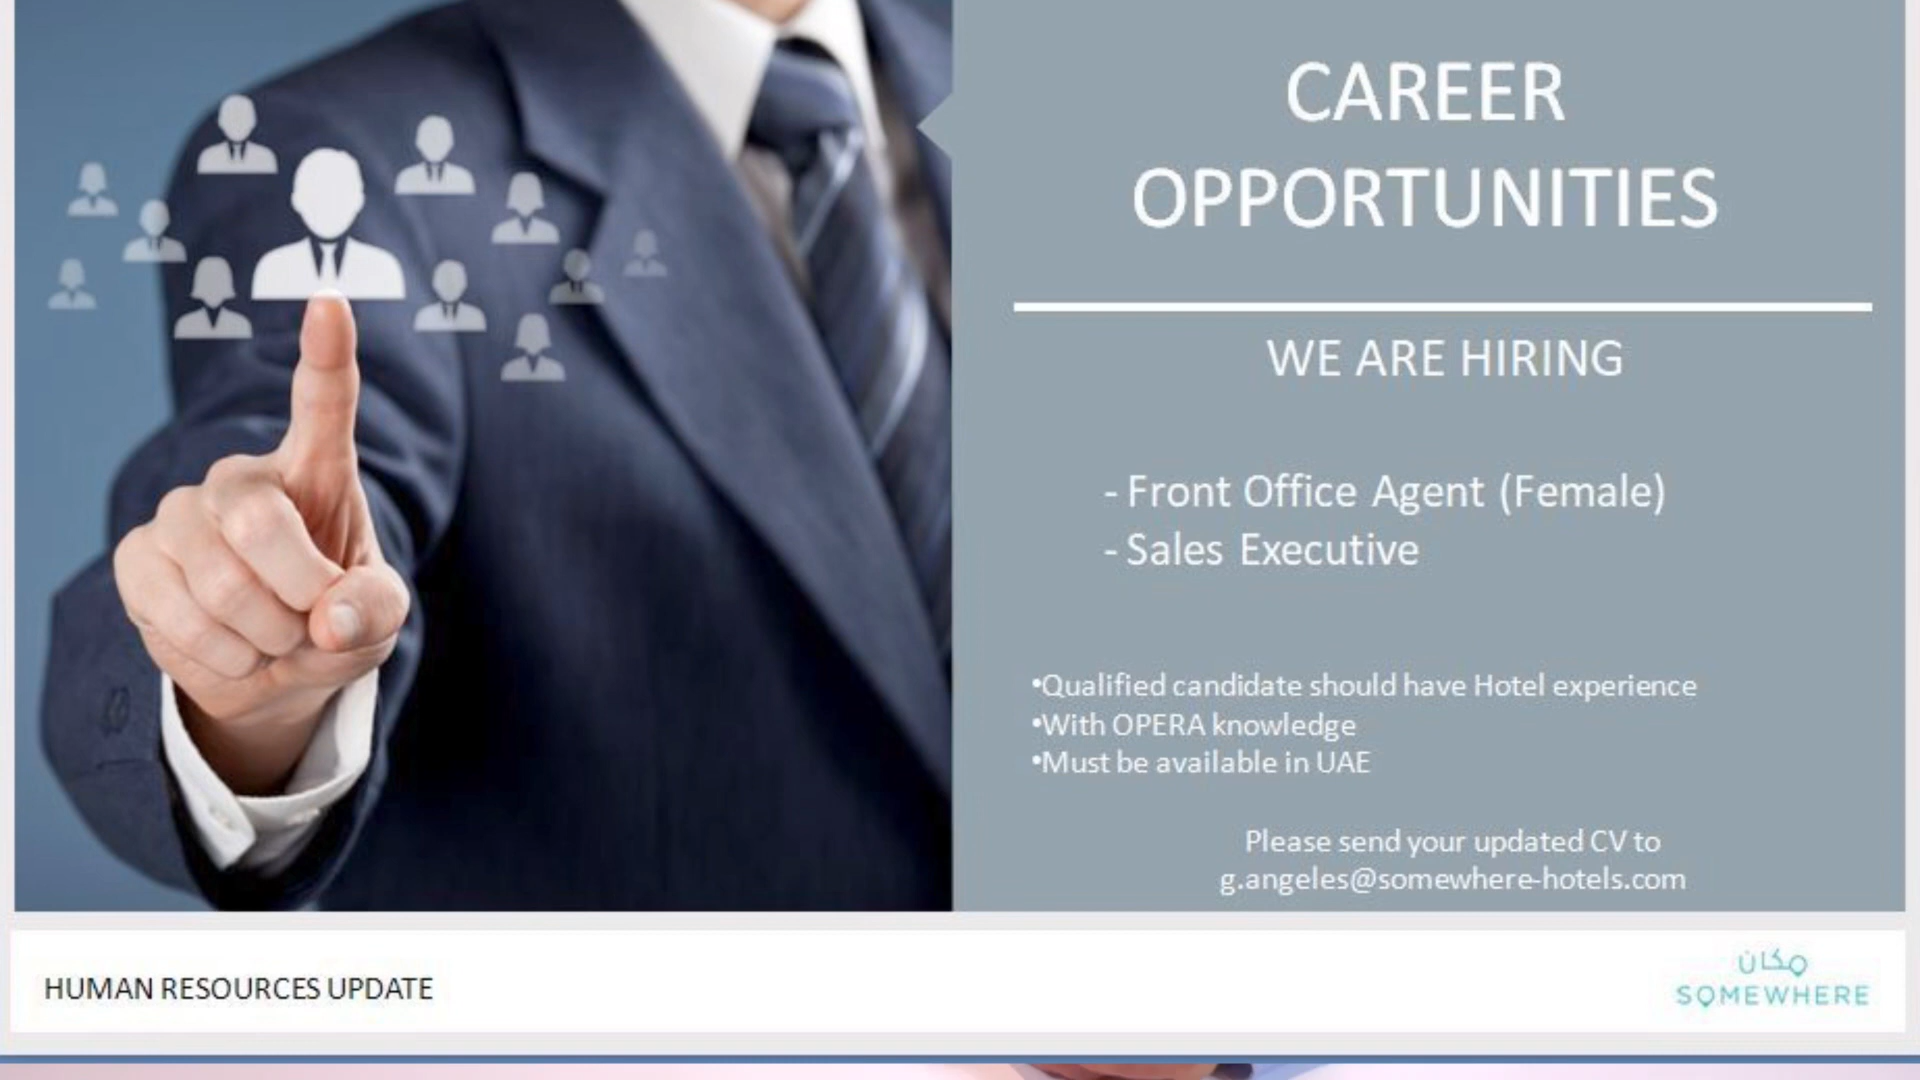 CAREER
OPPORTUNITIES
WE ARE HIRING
- Front Office Agent (Female)
- Sales Executive
•Qualified candidate should have Hotel experience
•With OPERA knowledge
•Must be available in UAE
Please send your updated CV to
g.angeles@somewhere-hotels.com
HUMAN RESOURCES UPDATE
مكان
SOMEWHERE